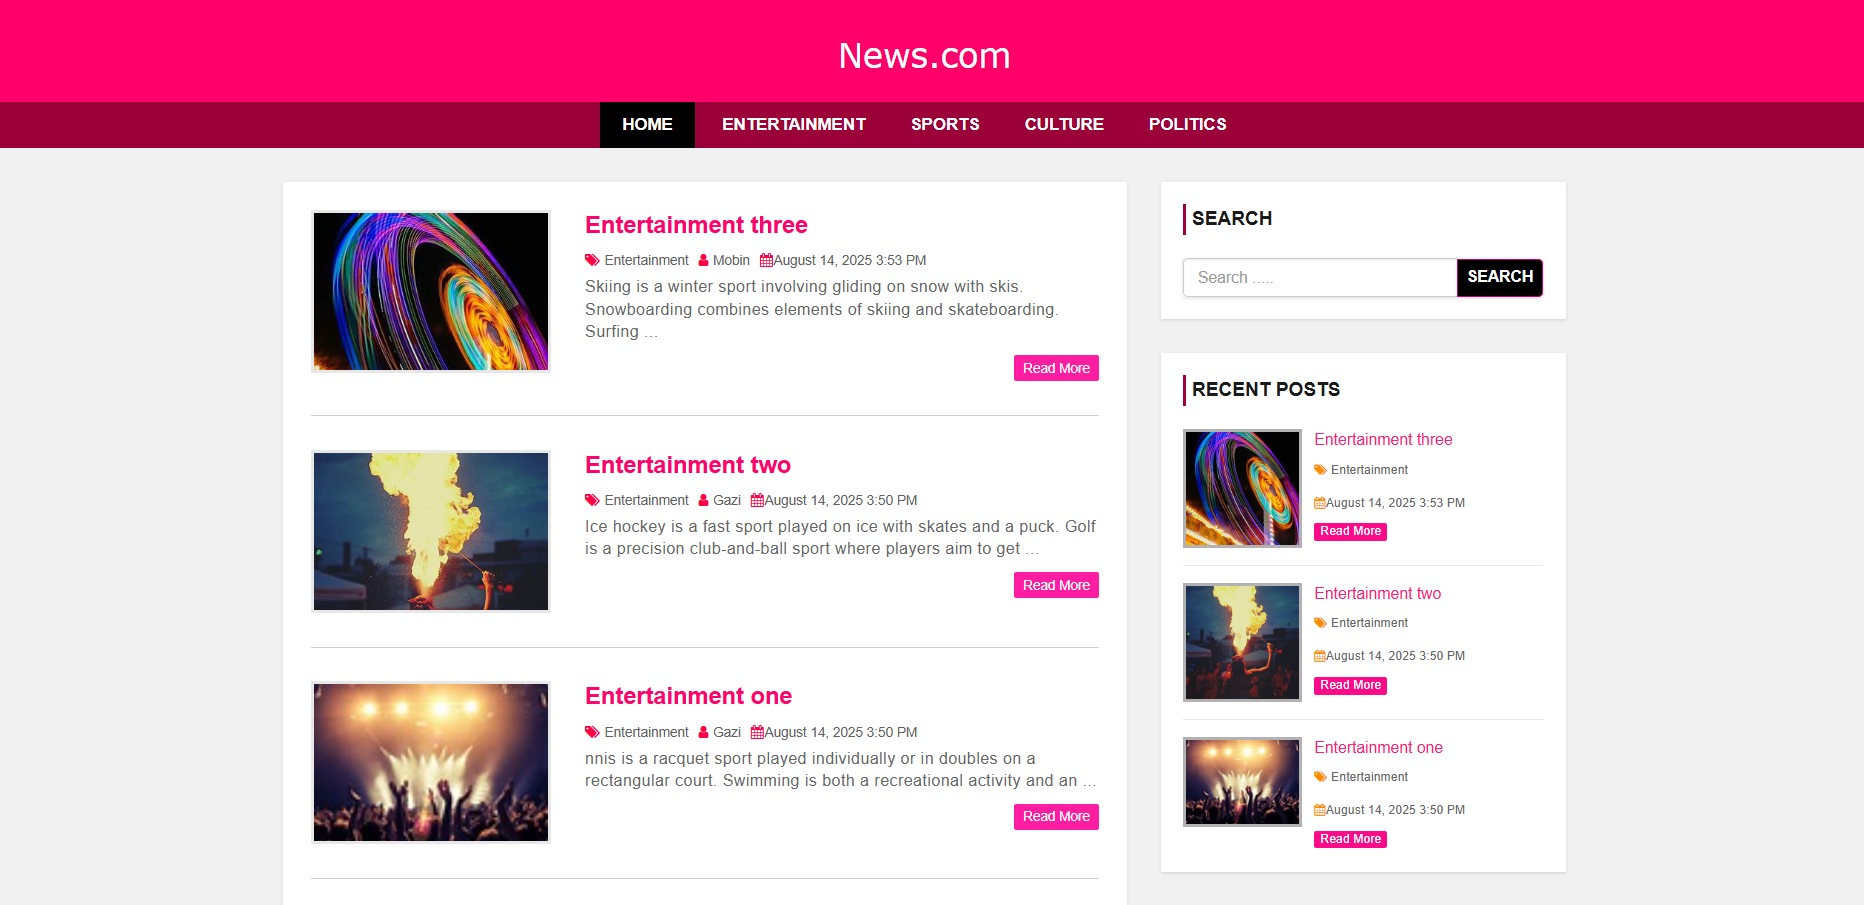 News.com
HOME ENTERTAINMENT SPORTS CULTURE POLITICS
Entertainment three
Entertainment Mobin August 14, 2025 3:53 PM
Skiing is a winter sport involving gliding on snow with skis.
Snowboarding combines elements of skiing and skateboarding.
Surfing ...
Read More
Entertainment two
Entertainment Gazi August 14, 2025 3:50 PM
Ice hockey is a fast sport played on ice with skates and a puck. Golf
is a precision club-and-ball sport where players aim to get ...
Read More
Entertainment one
Entertainment Gazi August 14, 2025 3:50 PM
nnis is a racquet sport played individually or in doubles on a
rectangular court. Swimming is both a recreational activity and an ...
Read More
SEARCH
Search ..... SEARCH
RECENT POSTS
Entertainment three
Entertainment
August 14, 2025 3:53 PM
Read More
Entertainment two
Entertainment
August 14, 2025 3:50 PM
Read More
Entertainment one
Entertainment
August 14, 2025 3:50 PM
Read More